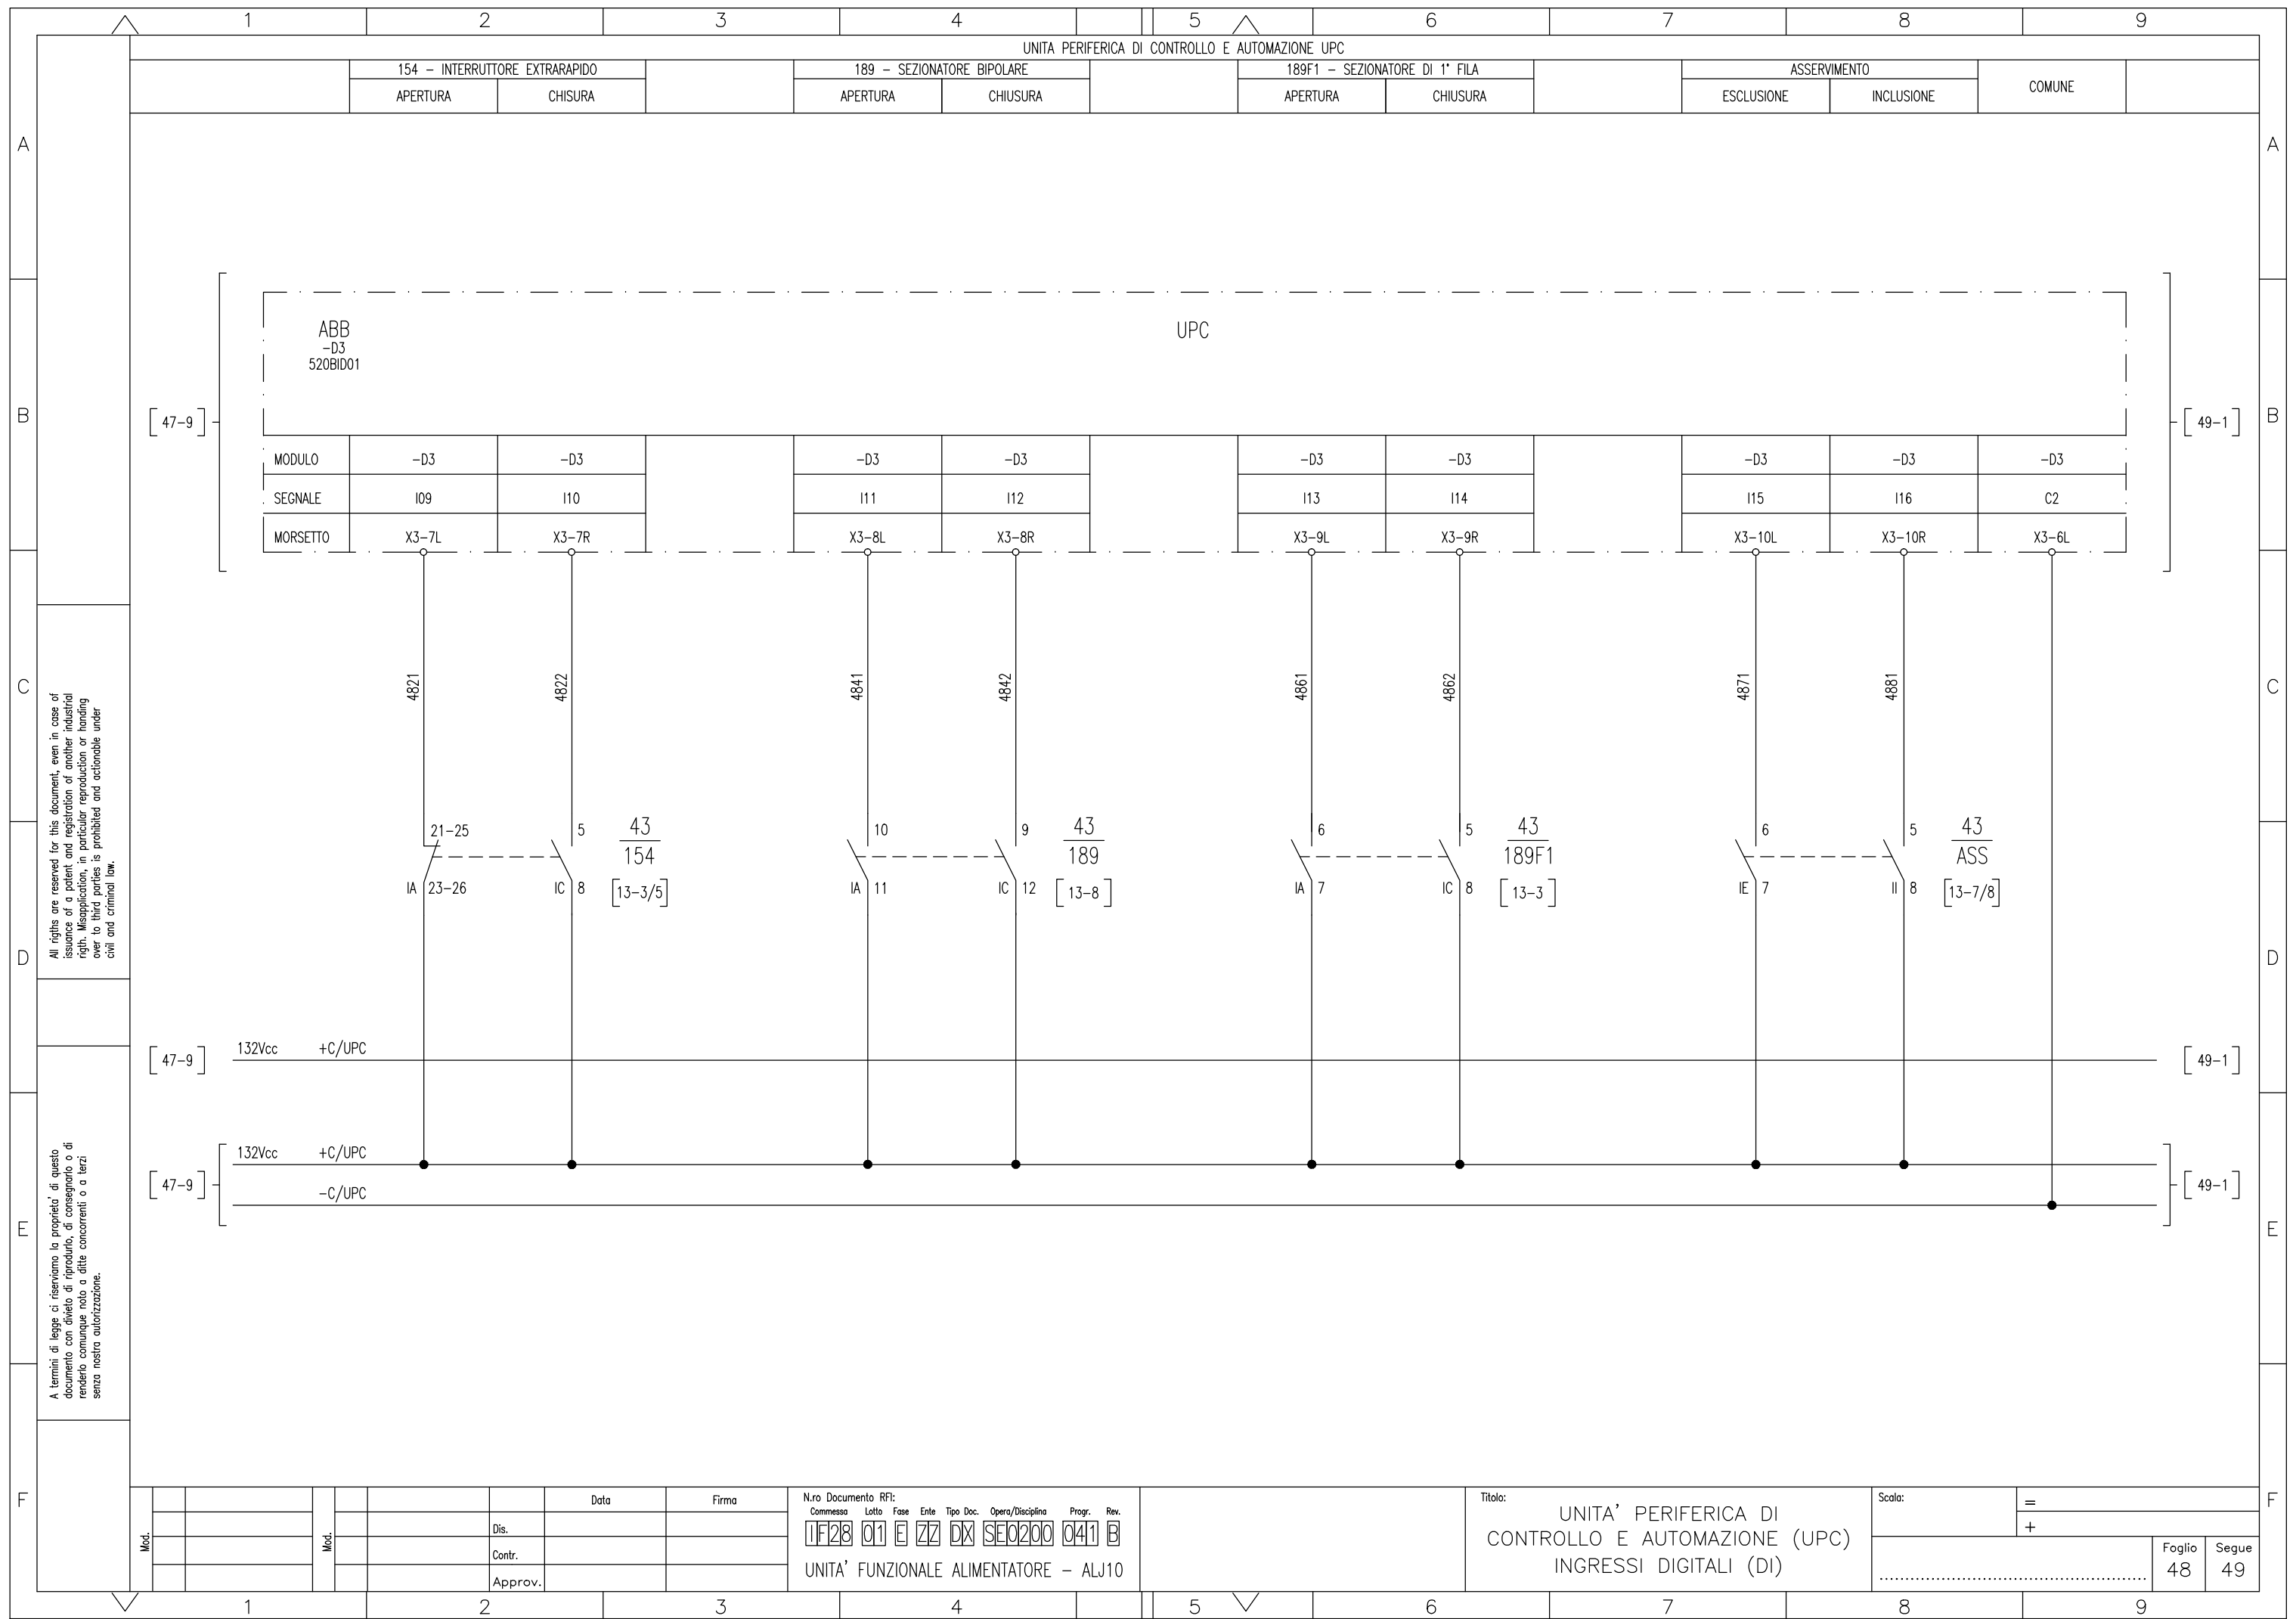 1 2 3 4 5 6 7 8 9
UNITA PERIFERICA DI CONTROLLO E AUTOMAZIONE UPC
154 - INTERRUTTORE EXTRARAPIDO
189 - SEZIONATORE BIPOLARE
189F1 - SEZIONATORE DI 1° FILA
ASSERVIMENTO
COMUNE
APERTURA CHISURA APERTURA CHIUSURA APERTURA CHIUSURA ESCLUSIONE INCLUSIONE
A A
ABB
-D3
520BID01
UPC
B B
47-9 49-1
MODULO -D3 -D3 -D3 -D3 -D3 -D3 -D3 -D3 -D3
SEGNALE I09 I10 I11 I12 I13 I14 I15 I16 C2
MORSETTO X3-7L X3-7R X3-8L X3-8R X3-9L X3-9R X3-10L X3-10R X3-6L
C C
4821 4822 4841 4842 4861 4862 4871 4881
21-25 5 43 10 9 43 6 5 43 6 5 43
154 189 189F1 ASS
IA 23-26 IC 8 13-3/5 IA 11 IC 12 13-8 IA 7 IC 8 13-3 IE 7 II 8 13-7/8
D D
All rigths are reserved for this document, even in case of
issuance of a patent and registration of another industrial
rigth. Misapplication, in particular reproduction or handing
over to third parties is prohibited and actionable under
civil and criminal law.
47-9 132Vcc +C/UPC 49-1
132Vcc +C/UPC
47-9 49-1
-C/UPC
E E
A termini di legge ci riserviamo la proprieta' di questo
documento con divieto di riprodurlo, di consegnarlo o di
renderlo comunque noto a ditte concorrenti o a terzi
senza nostra autorizzazione.
F F
Mod. Mod.
Data Firma
Dis.
Contr.
Approv.
N.ro Documento RFI:
Commessa Lotto Fase Ente Tipo Doc. Opera/Disciplina Progr. Rev.
IF28 01 E ZZ DX SE0200 041 B
UNITA' FUNZIONALE ALIMENTATORE - ALJ10
Titolo:
UNITA' PERIFERICA DI
CONTROLLO E AUTOMAZIONE (UPC)
INGRESSI DIGITALI (DI)
Scala:
=
+
Foglio Segue
48 49
1 2 3 4 5 6 7 8 9